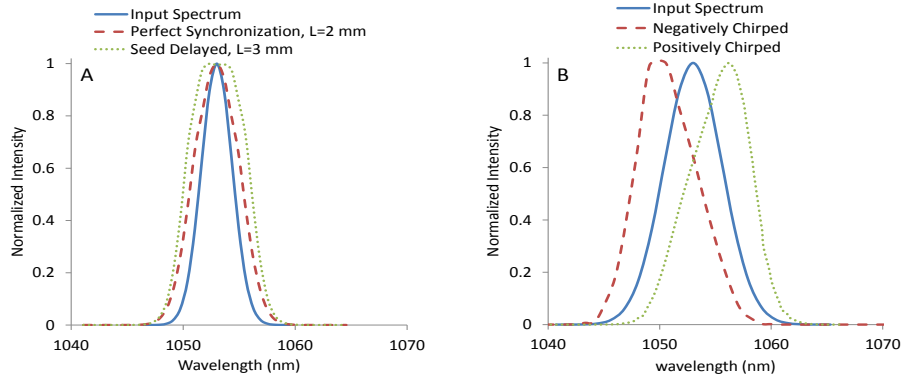 Input Spectrum
Perfect Synchronization, L=2 mm
Seed Delayed, L=3 mm
A
1
0.8
0.6
0.4
0.2
0
Normalized Intensity
1040
1050
1060
1070
Wavelength (nm)
Input Spectrum
Negatively Chirped
Positively Chirped
B
1
0.8
0.6
0.4
0.2
0
Normalized Intensity
1040
1050
1060
1070
wavelength (nm)